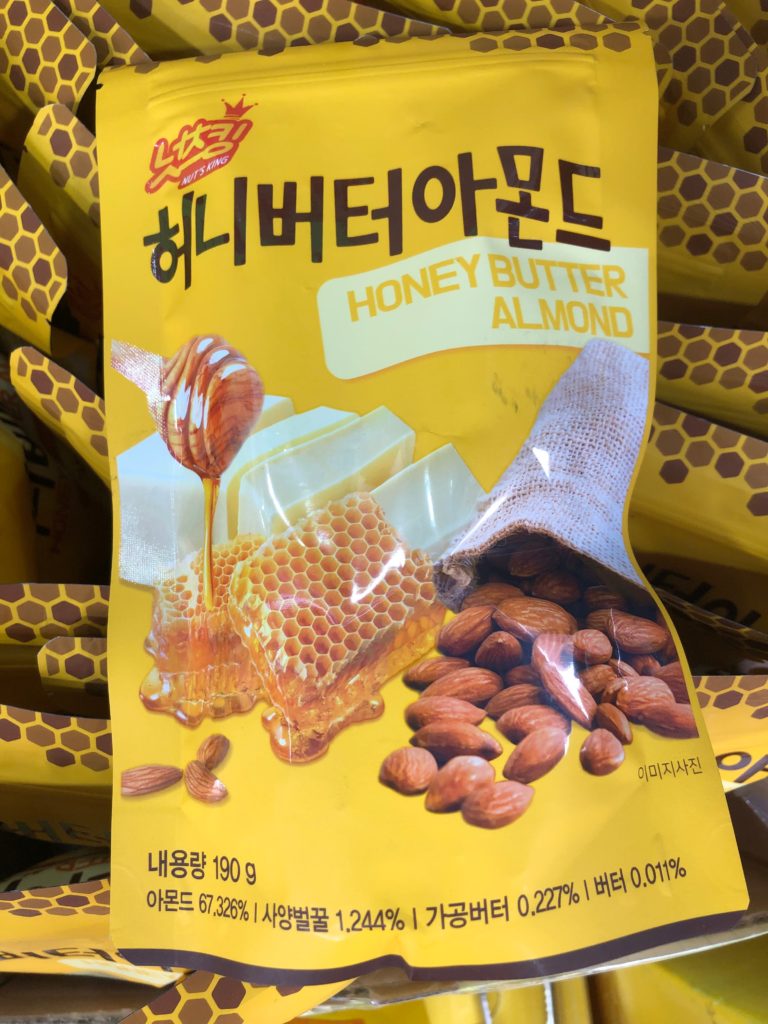 넛츠킹
NUT'S KING
허니버터아몬드
HONEY BUTTER
ALMOND
이미지사진
내용량 190 g
아몬드 67.326% | 사양벌꿀 1.244% | 가공버터 0.227% | 버터 0.011%